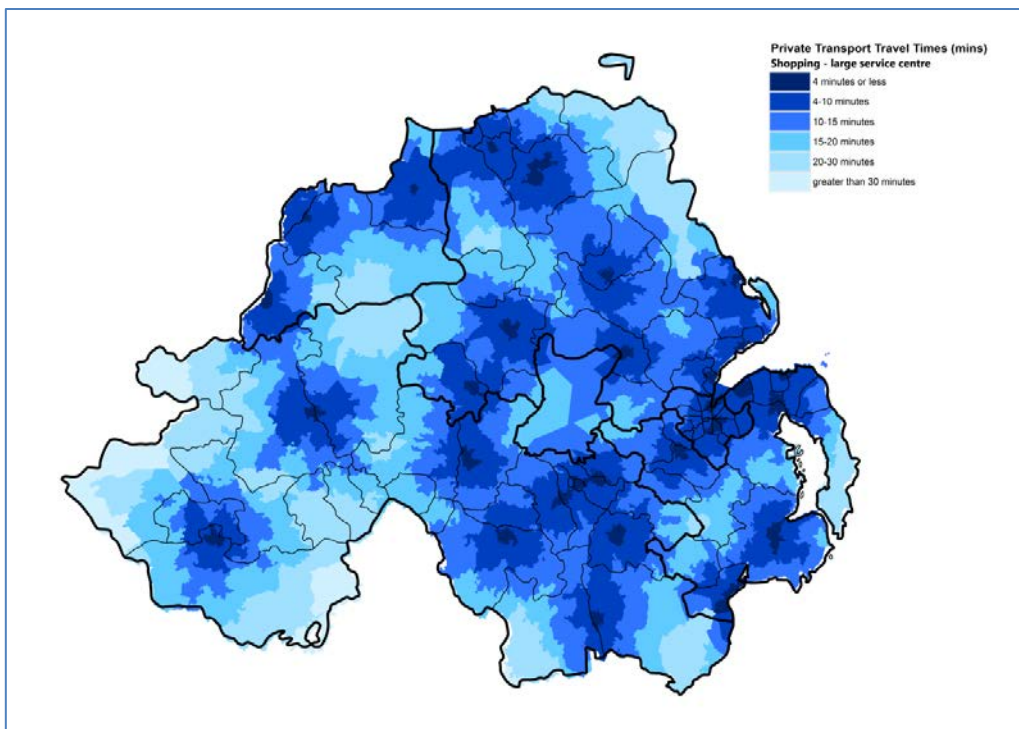 Private Transport Travel Times (mins)
Shopping - large service centre
4 minutes or less
4-10 minutes
10-15 minutes
15-20 minutes
20-30 minutes
greater than 30 minutes